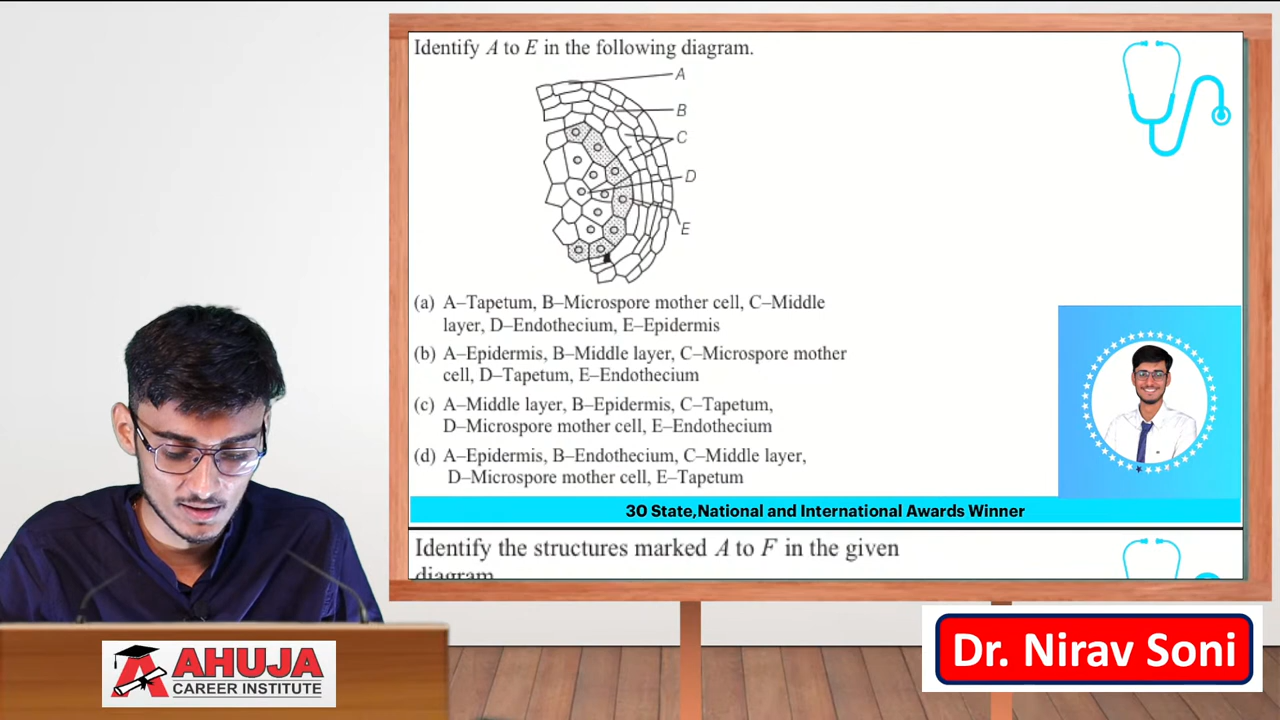 Identify A to E in the following diagram.
A
B
C
D
E
(a) A–Tapetum, B–Microspore mother cell, C–Middle
layer, D–Endothecium, E–Epidermis
(b) A–Epidermis, B–Middle layer, C–Microspore mother
cell, D–Tapetum, E–Endothecium
(c) A–Middle layer, B–Epidermis, C–Tapetum,
D–Microspore mother cell, E–Endothecium
(d) A–Epidermis, B–Endothecium, C–Middle layer,
D–Microspore mother cell, E–Tapetum
30 State,National and International Awards Winner
Identify the structures marked A to F in the given
diagram
Dr. Nirav Soni
AHUJA
CAREER INSTITUTE